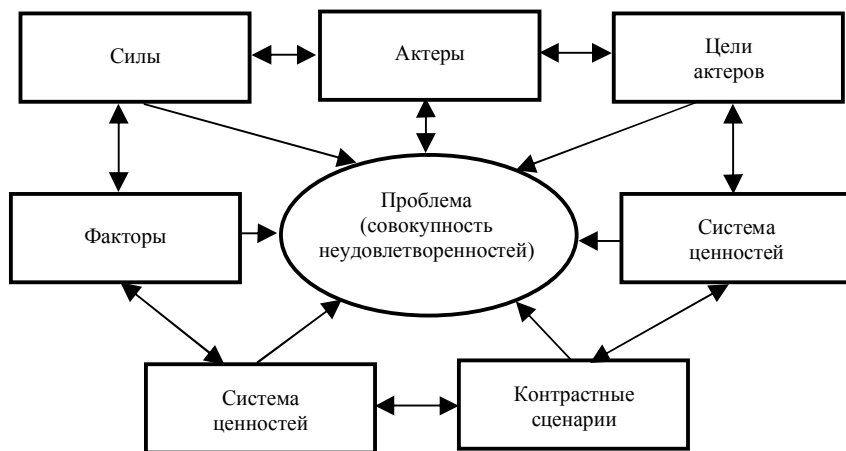 Силы
Актеры
Цели
актеров
Проблема
(совокупность
неудовлетворенностей)
Факторы
Система
ценностей
Система
ценностей
Контрастные
сценарии